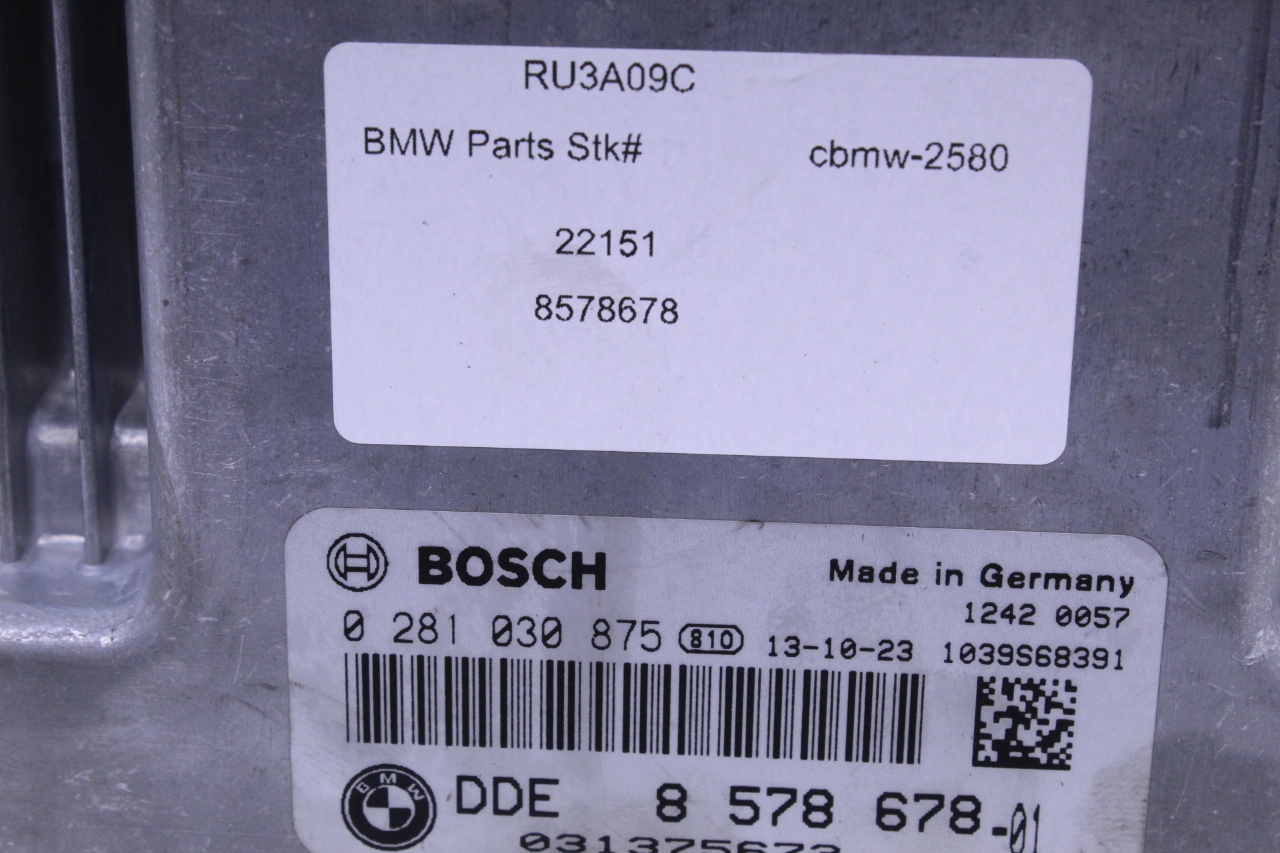 RU3A09C
BMW Parts Stk# cbmw-2580
22151
8578678
BOSCH Made in Germany
1242 0057
0 281 030 875 810 13-10-23 1039S68391
BMW DDE 8 578 678-01